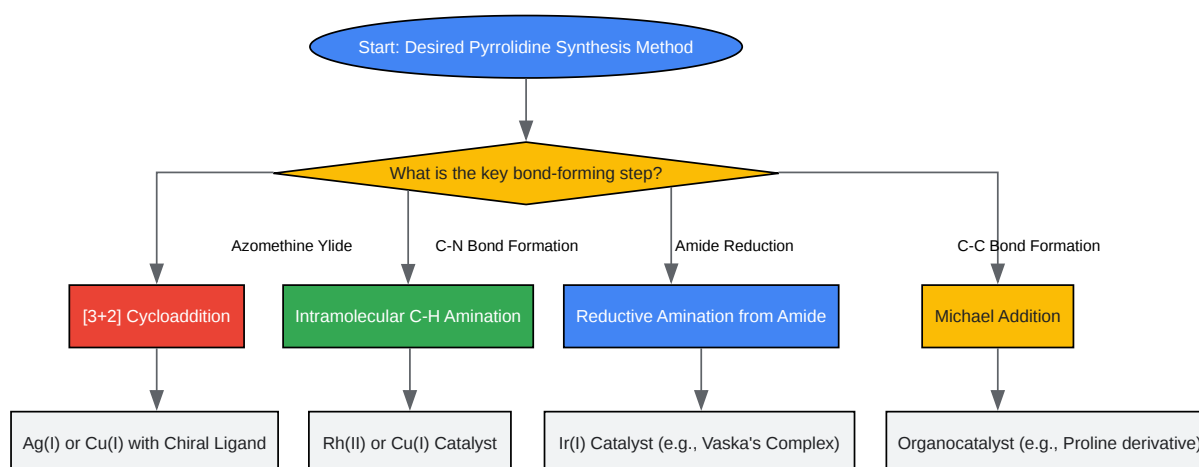 Start: Desired Pyrrolidine Synthesis Method
What is the key bond-forming step?
Azomethine Ylide
C-N Bond Formation
Amide Reduction
C-C Bond Formation
[3+2] Cycloaddition
Intramolecular C-H Amination
Reductive Amination from Amide
Michael Addition
Ag(I) or Cu(I) with Chiral Ligand
Rh(II) or Cu(I) Catalyst
Ir(I) Catalyst (e.g., Vaska's Complex)
Organocatalyst (e.g., Proline derivative)